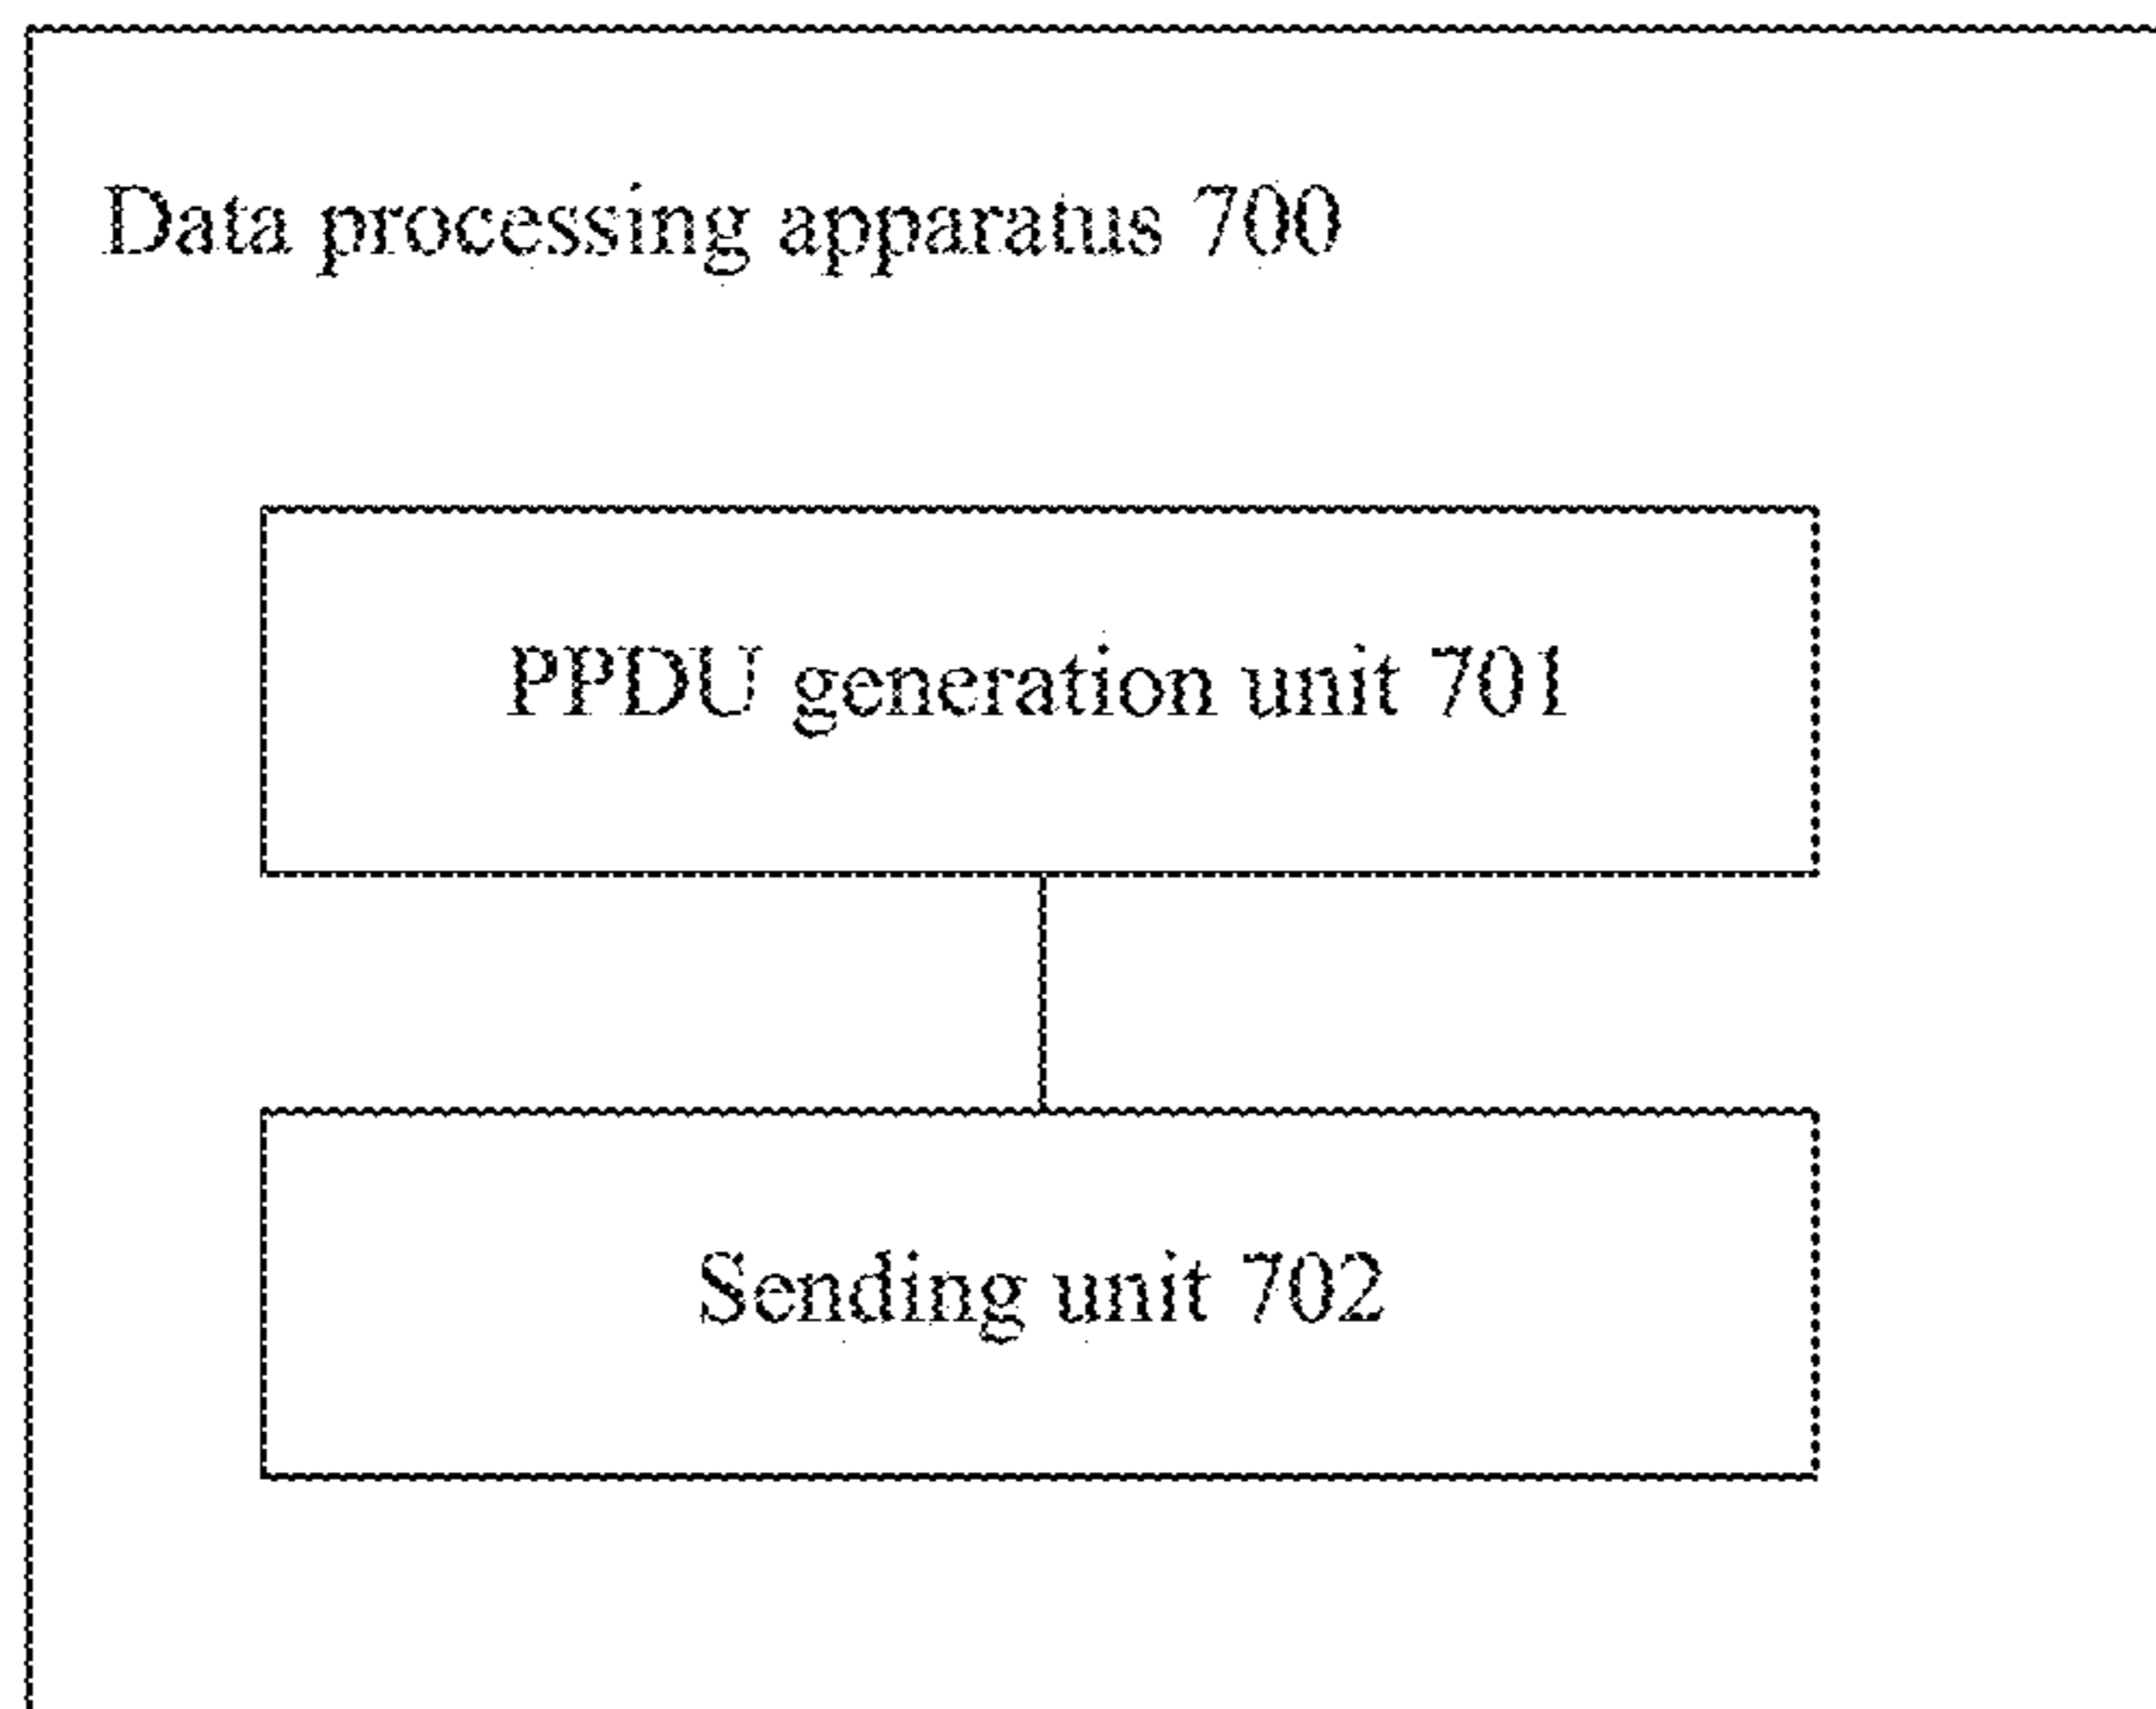 Data processing apparatus 700
PPDU generation unit 701
Sending unit 702